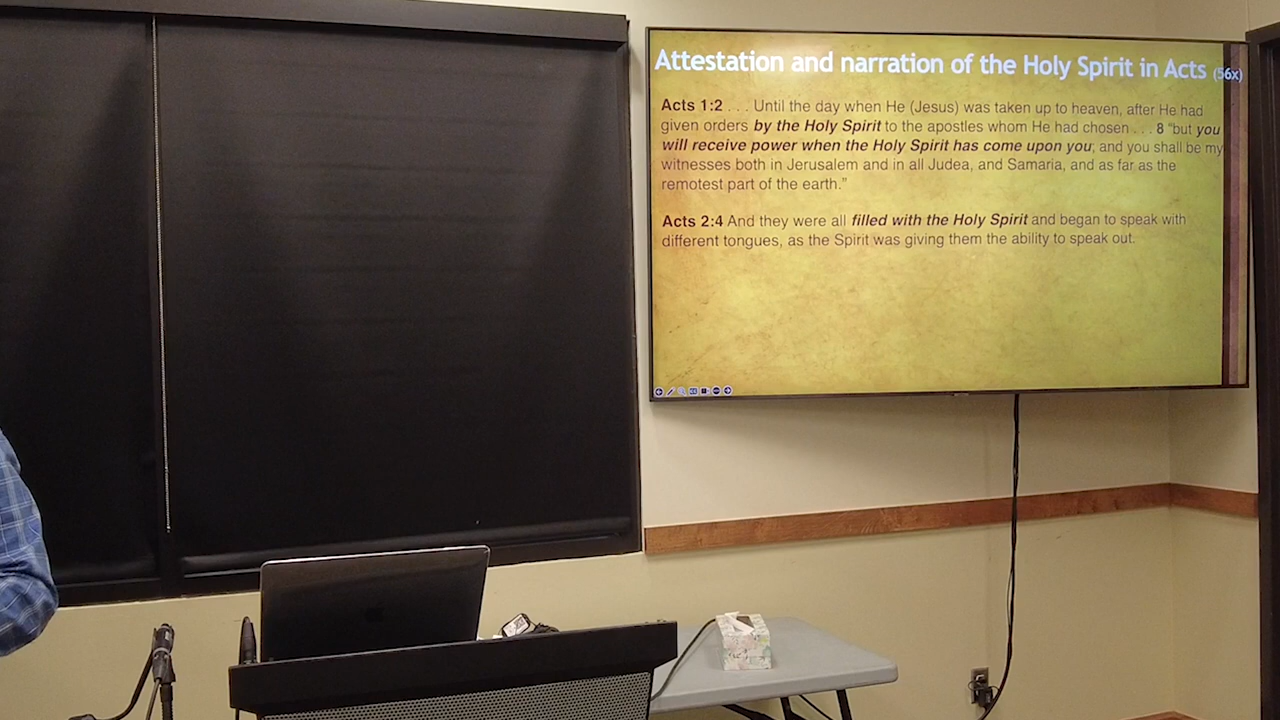 Attestation and narration of the Holy Spirit in Acts (56x)
Acts 1:2 . . . Until the day when He (Jesus) was taken up to heaven, after He had
given orders by the Holy Spirit to the apostles whom He had chosen . . . 8 “but you
will receive power when the Holy Spirit has come upon you; and you shall be my
witnesses both in Jerusalem and in all Judea, and Samaria, and as far as the
remotest part of the earth.”
Acts 2:4 And they were all filled with the Holy Spirit and began to speak with
different tongues, as the Spirit was giving them the ability to speak out.